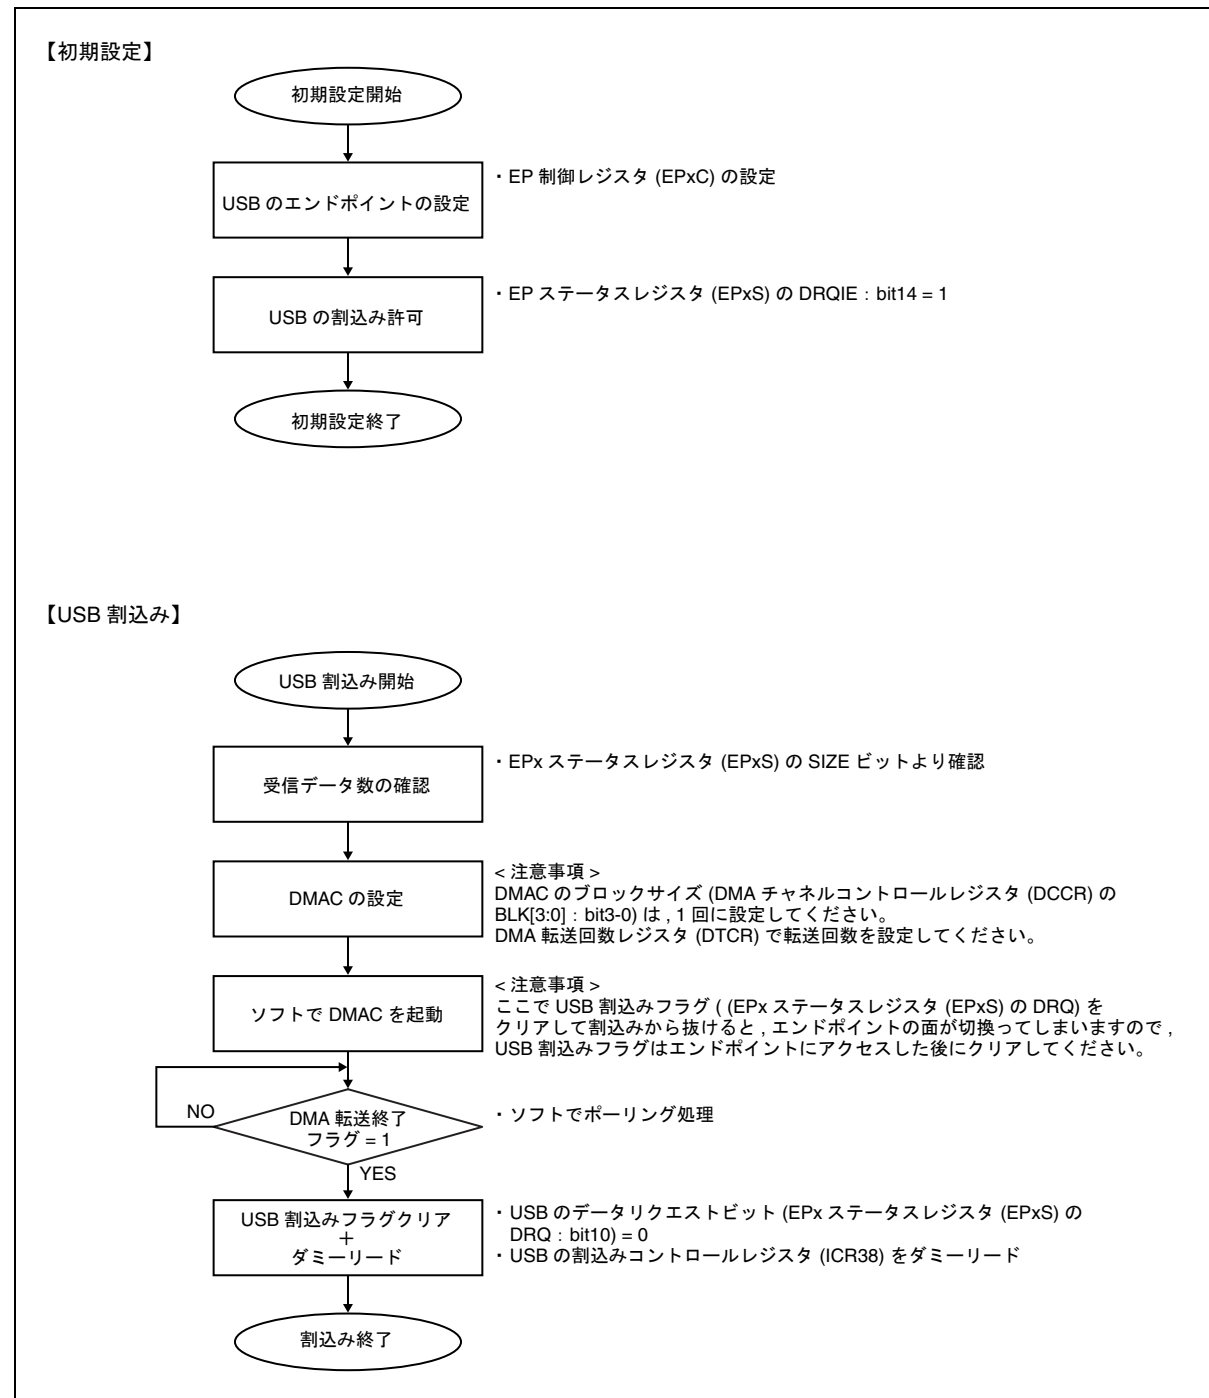 【初期設定】
初期設定開始
USB のエンドポイントの設定
・EP 制御レジスタ (EPxC) の設定
USB の割込み許可
・EP ステータスレジスタ (EPxS) の DRQIE：bit14 = 1
初期設定終了
【USB 割込み】
USB 割込み開始
受信データ数の確認
・EPx ステータスレジスタ (EPxS) の SIZE ビットより確認
DMAC の設定
< 注意事項 >
DMAC のブロックサイズ (DMA チャネルコントロールレジスタ (DCCR) の
BLK[3:0]：bit3-0) は , 1 回に設定してください。
DMA 転送回数レジスタ (DTCR) で転送回数を設定してください。
ソフトで DMAC を起動
< 注意事項 >
ここで USB 割込みフラグ ( (EPx ステータスレジスタ (EPxS) の DRQ) を
クリアして割込みから抜けると , エンドポイントの面が切換ってしまいますので ,
USB 割込みフラグはエンドポイントにアクセスした後にクリアしてください。
NO
DMA 転送終了
フラグ = 1
・ソフトでポーリング処理
YES
USB 割込みフラグクリア
＋
ダミーリード
・USB のデータリクエストビット (EPx ステータスレジスタ (EPxS) の
DRQ：bit10) = 0
・USB の割込みコントロールレジスタ (ICR38) をダミーリード
割込み終了